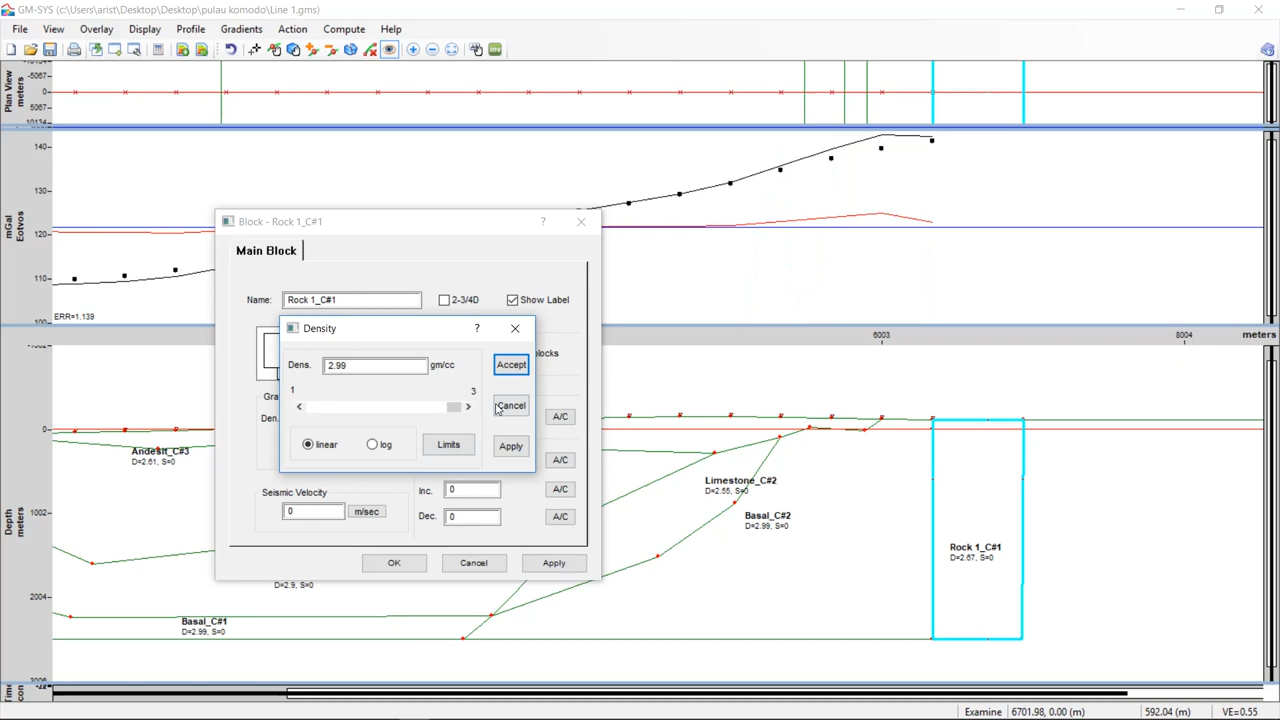 GM-SYS (c:\Users\arist\Desktop\Desktop\pulau komodo\Line 1.gms)
File View Overlay Display Profile Gradients Action Compute Help
Plan View
meters
-5067
0
5067
10134
mGal
Eotvos
140
130
120
110
ERR=1.139
6003 8004 meters
Block - Rock 1_C#1 ?
Main Block
Name: Rock 1_C#1 2-3/4D Show Label
Density ?
Dens. 2.99 gm/cc Accept
1 3
Cancel
linear log Limits Apply
A/C
A/C
Inc. 0 A/C
Dec. 0 A/C
Seismic Velocity
0 m/sec
OK Cancel Apply
Depth
meters
0
1002
2004
Andesit_C#3
D=2.61, S=0
Limestone_C#2
D=2.55, S=0
Basal_C#2
D=2.99, S=0
Rock 1_C#1
D=2.67, S=0
D=2.9, S=0
Basal_C#1
D=2.99, S=0
Examine 6701.98, 0.00 (m) 592.04 (m) VE=0.55